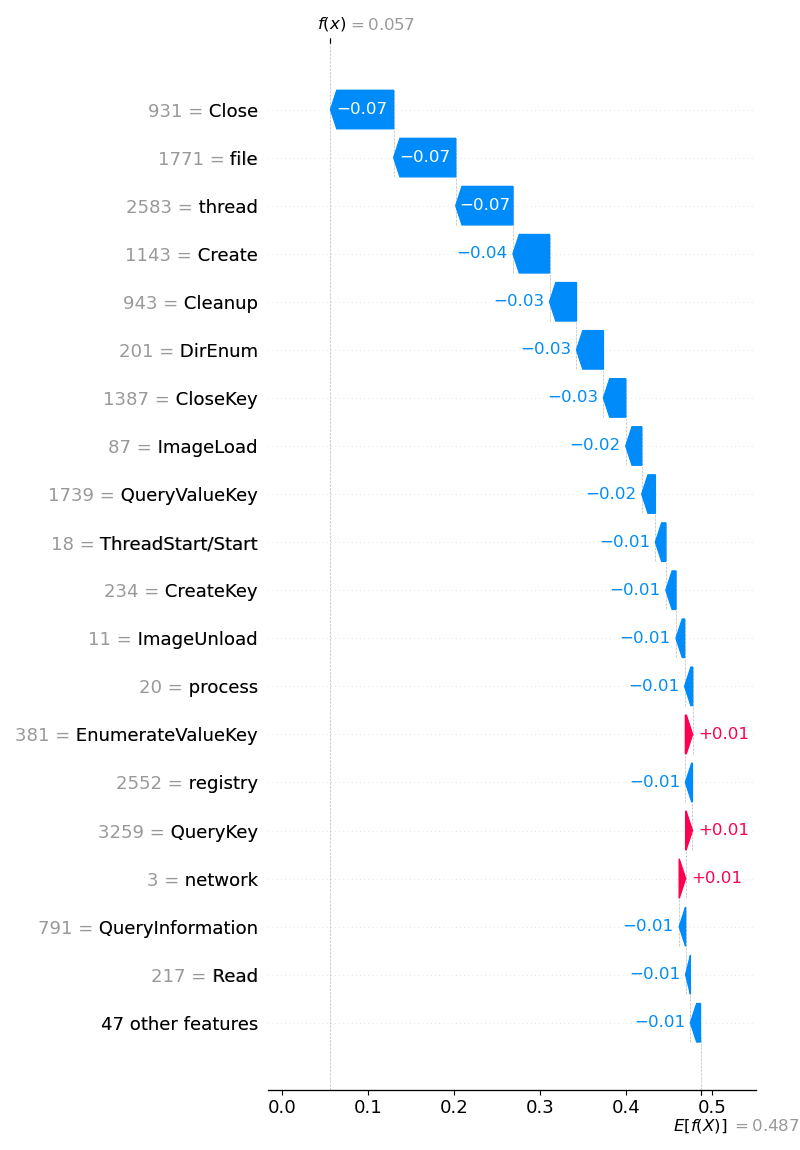 f(x) = 0.057
931 = Close
−0.07
1771 = file
−0.07
2583 = thread
−0.07
1143 = Create
−0.04
943 = Cleanup
−0.03
201 = DirEnum
−0.03
1387 = CloseKey
−0.03
87 = ImageLoad
−0.02
1739 = QueryValueKey
−0.02
18 = ThreadStart/Start
−0.01
234 = CreateKey
−0.01
11 = ImageUnload
−0.01
20 = process
−0.01
381 = EnumerateValueKey
+0.01
2552 = registry
−0.01
3259 = QueryKey
+0.01
3 = network
+0.01
791 = QueryInformation
−0.01
217 = Read
−0.01
47 other features
−0.01
0.0 0.1 0.2 0.3 0.4 0.5
E[f(X)] = 0.487